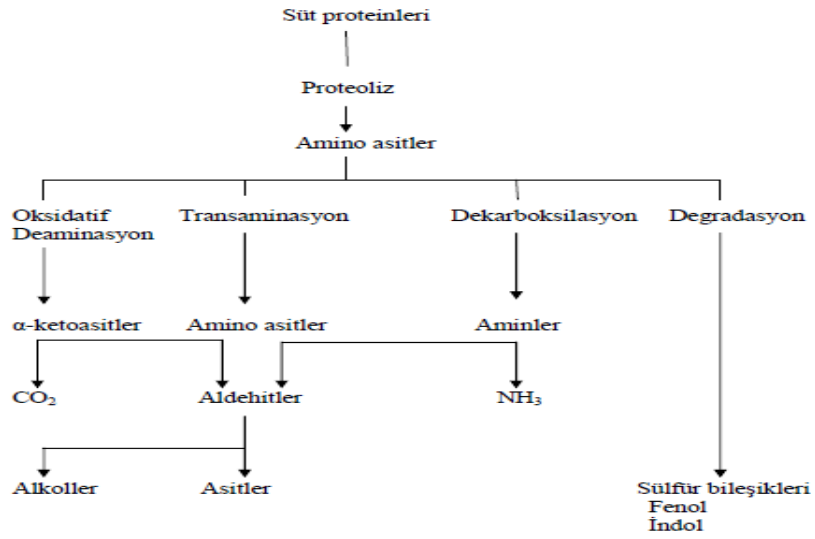 Süt proteinleri
Proteoliz
Amino asitler
Oksidatif
Deaminasyon
Transaminasyon
Dekarboksilasyon
Degradasyon
α-ketoasitler
Amino asitler
Aminler
CO₂
Aldehitler
NH₃
Alkoller
Asitler
Sülfür bileşikleri
Fenol
İndol